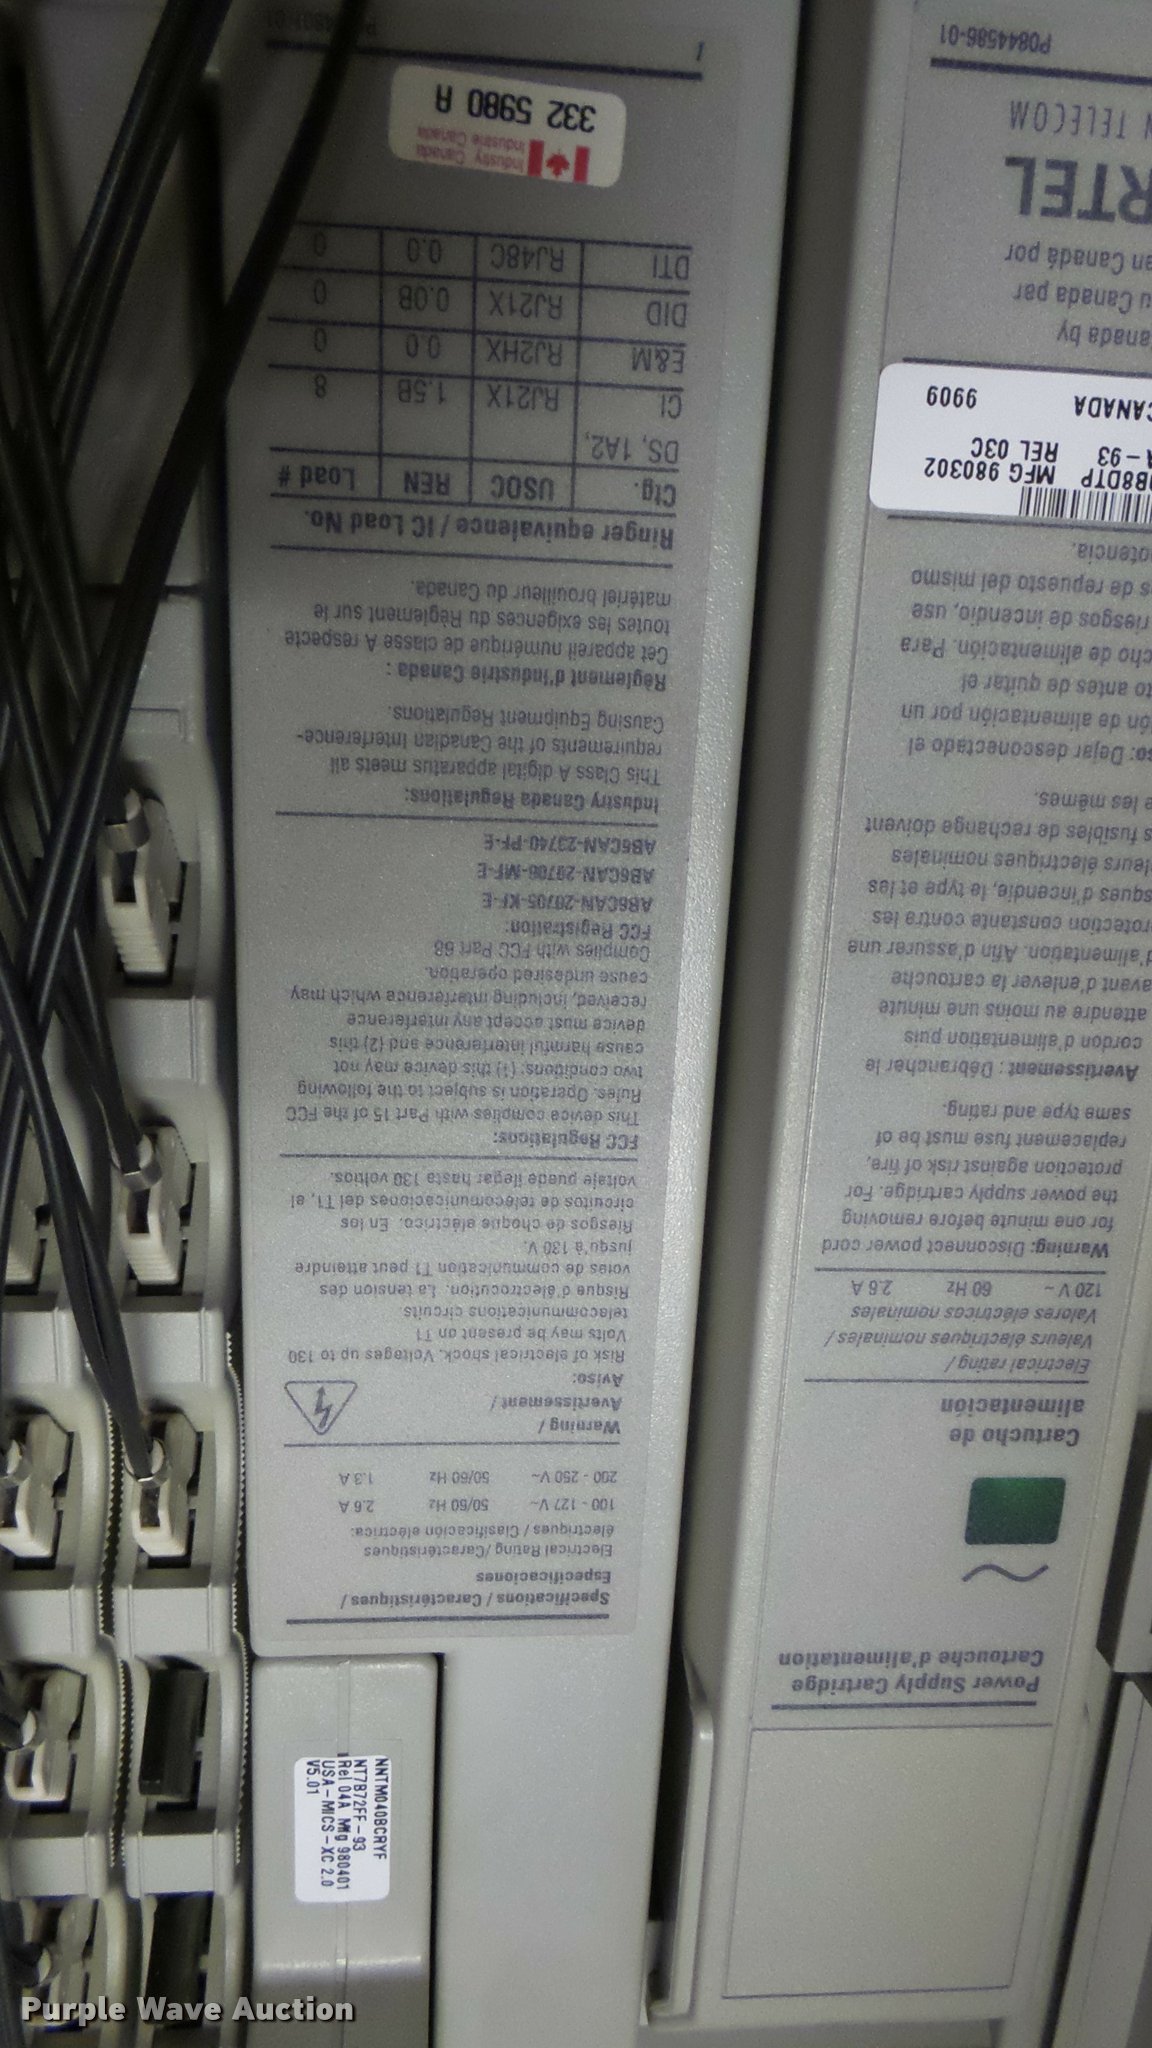 Specifications / Caractéristiques /
Especificaciones
Electrical Rating / Caractéristiques
électriques / Clasificación eléctrica:
100 - 127 V~ 50/60 Hz 2.6 A
200 - 250 V~ 50/60 Hz 1.3 A
Warning /
Avertissement /
Aviso:
Risk of electrical shock. Voltages up to 130
Volts may be present on T1
telecommunications circuits
Risque d'électrocution. La tension des
voies de communication T1 peut atteindre
jusqu'à 130 V.
Riesgos de choque eléctrico. En los
circuitos de telecomunicaciones del T1, el
voltaje puede llegar hasta 130 voltios.
FCC Regulations:
This device complies with Part 15 of the FCC
Rules. Operation is subject to the following
two conditions: (1) this device may not
cause harmful interference and (2) this
device must accept any interference
received, including interference which may
cause undesired operation.
Complies with FCC Part 68
FCC Registration:
AB6CAN-20705-KF-E
AB6CAN-20706-MF-E
AB6CAN-23740-PF-E
Industry Canada Regulations:
This Class A digital apparatus meets all
requirements of the Canadian Interference-
Causing Equipment Regulations.
Règlement d'Industrie Canada :
Cet appareil numérique de classe A respecte
toutes les exigences du Règlement sur le
matériel brouilleur du Canada.
Ringer equivalence / IC Load No.
Ctg. USOC REN Load #
DS, 1A2,
CI RJ21X 1.5B 8
E&M RJ2HX 0.0 0
DID RJ21X 0.0B 0
DTI RJ48C 0.0 0
Industry Canada
Industrie Canada
332 5980 A
1
Power Supply Cartridge
Cartouche d'alimentation
Cartucho de
alimentación
Electrical rating /
Valeurs électriques nominales /
Valores eléctricos nominales
120 V ~ 60 Hz 2.6 A
Warning: Disconnect power cord
for one minute before removing
the power supply cartridge. For
protection against risk of fire,
replacement fuse must be of
same type and rating.
Avertissement : Débrancher le
cordon d'alimentation puis
attendre au moins une minute
avant d'enlever la cartouche
d'alimentation. Afin d'assurer une
protection constante contre les
d'incendie, le type et les
électriques nominales
fusibles de rechange doivent
les mêmes.
Dejar desconectado el
de alimentación por un
antes de quitar el
de alimentación. Para
riesgos de incendio, use
de repuesto del mismo
B8DTP MFG 980302
A-93 REL 03C
CANADA 9909
Canada by
Canada par
Canadá por
RTEL
TELECOM
P0844586-01
NNTM040BCRYF
NT7B72FF-93
Rel 04A Mfg 980401
USA-MICS-XC 2.0
V5.01
Purple Wave Auction